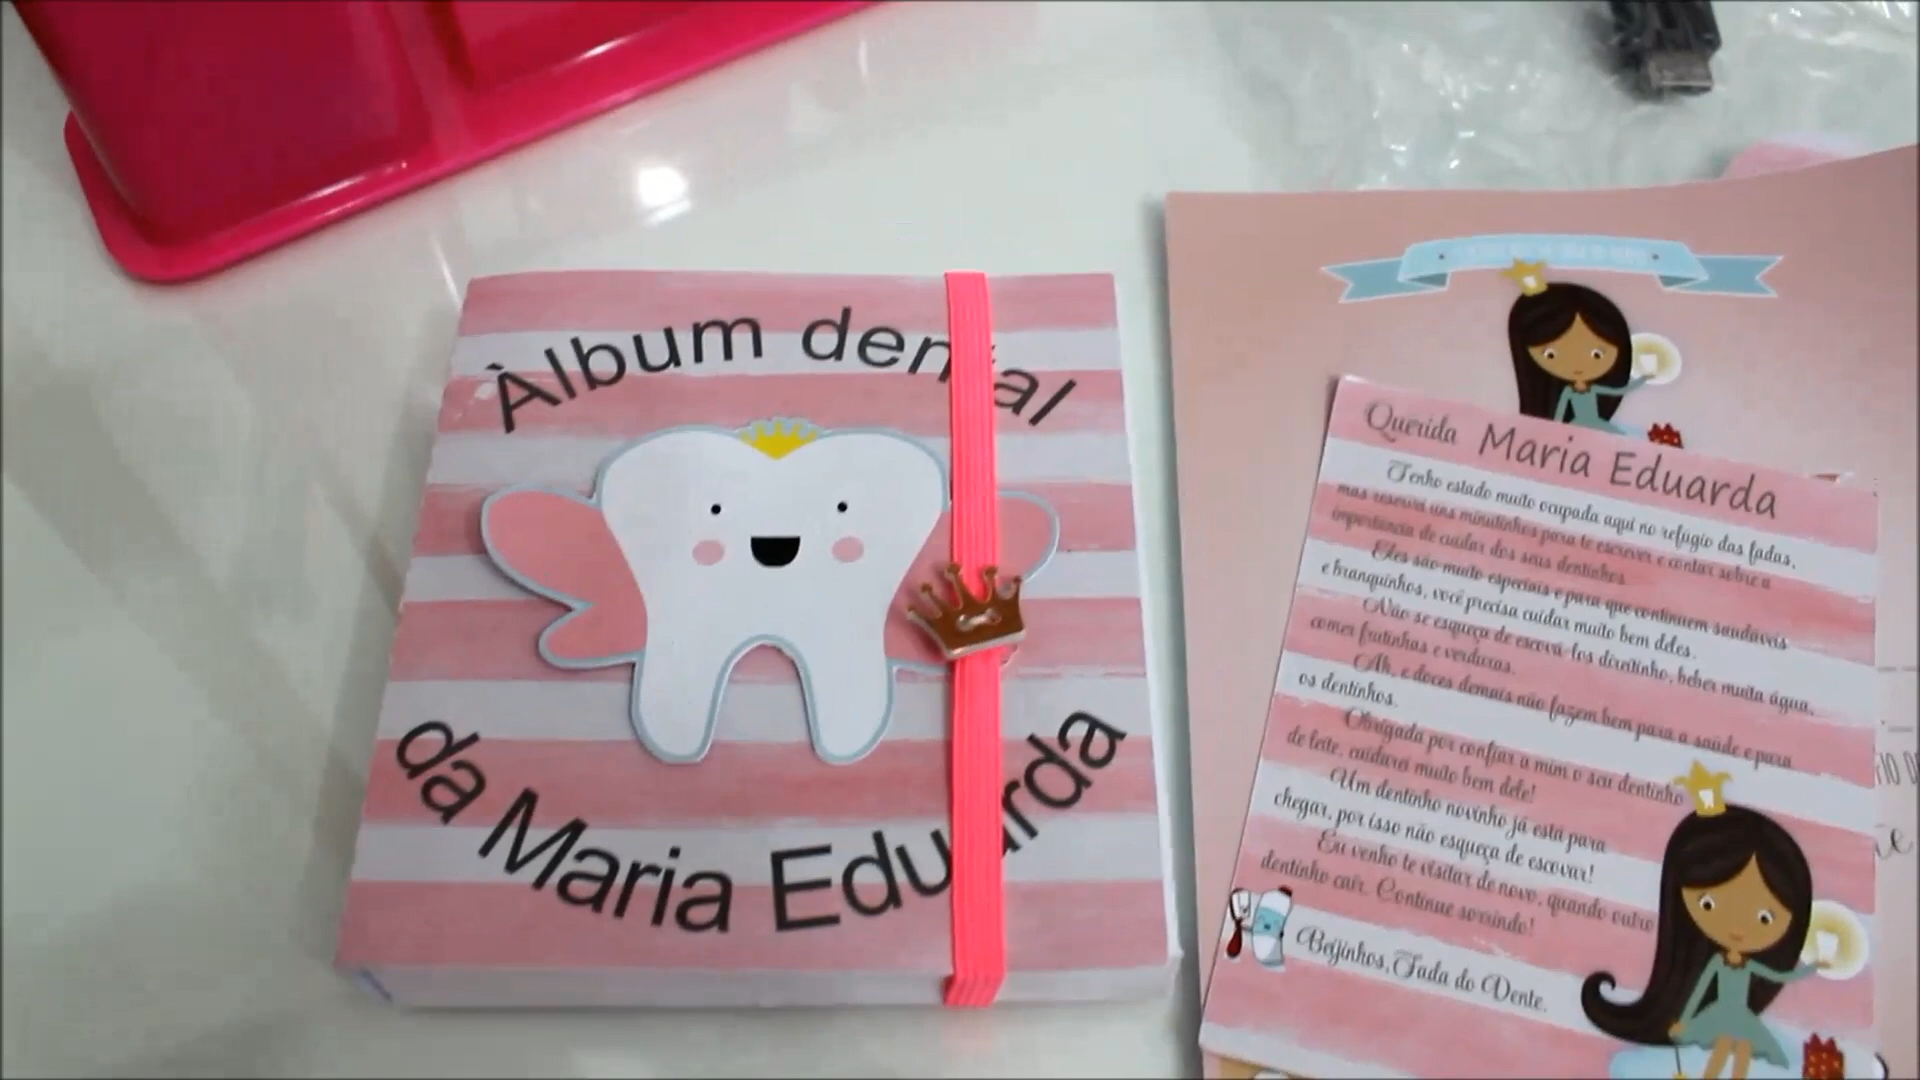 Àlbum dental
da Maria Eduarda
Querida Maria Eduarda
Tenho estado muito ocupada aqui no refúgio das fadas,
mas reservei uns minutinhos para te escrever e contar sobre a
importância de cuidar dos seus dentinhos.
Eles são muito especiais e para que continuem saudáveis
e branquinhos, você precisa cuidar muito bem deles.
Não se esqueça de escová-los direitinho, beber muita água,
comer frutinhas e verduras.
Ah, e doces demais não fazem bem para a saúde e para
os dentinhos.
Obrigada por confiar a mim o seu dentinho
de leite, cuidarei muito bem dele!
Um dentinho novinho já está para
chegar, por isso não esqueça de escovar!
Eu venho te visitar de novo, quando outro
dentinho cair. Continue sorrindo!
Beijinhos, Fada do Dente.